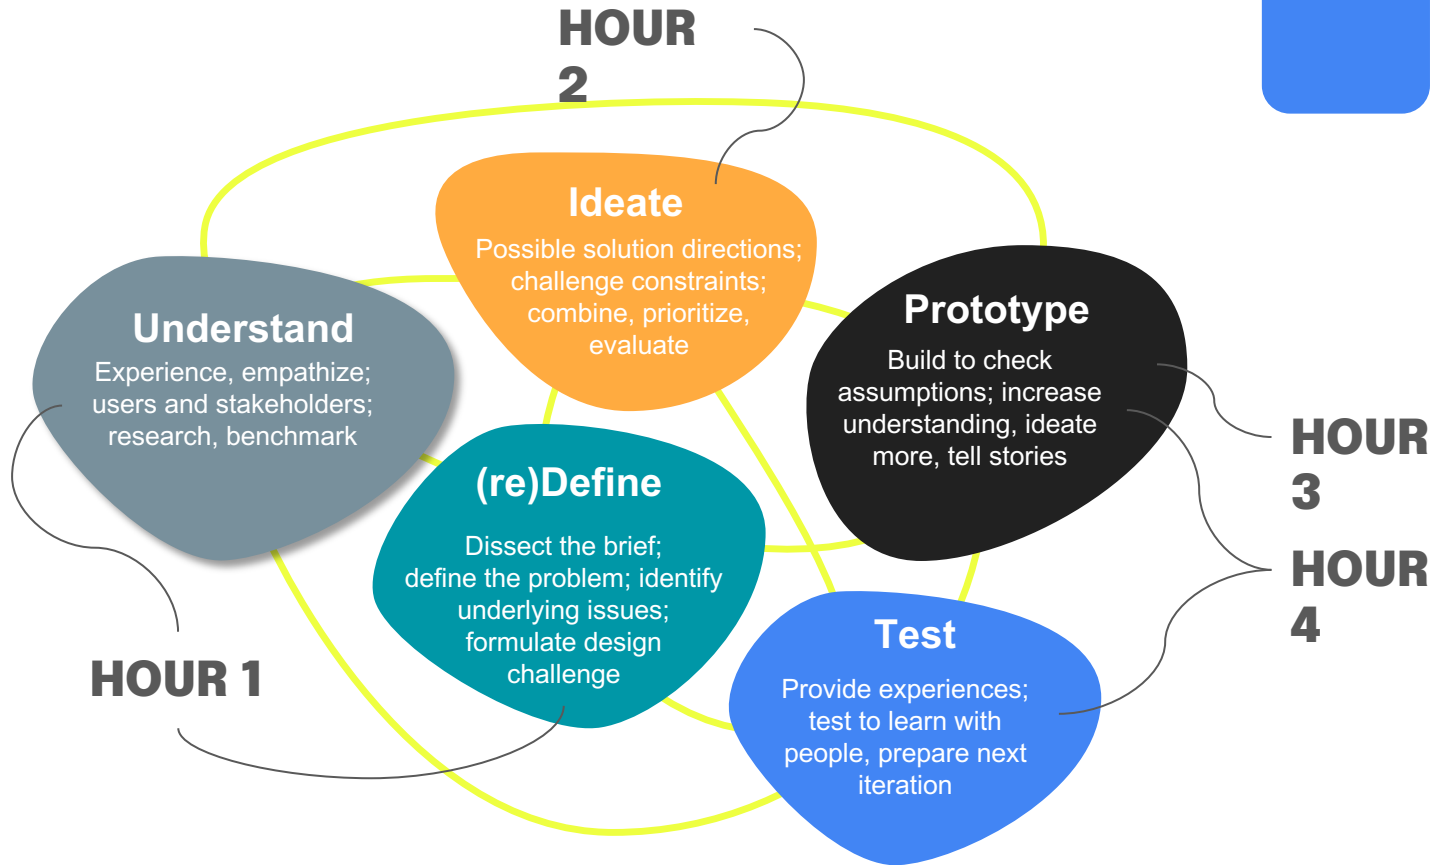 HOUR
2
Ideate
Possible solution directions;
challenge constraints;
combine, prioritize,
evaluate
Understand
Experience, empathize;
users and stakeholders;
research, benchmark
Prototype
Build to check
assumptions; increase
understanding, ideate
more, tell stories
HOUR
3
(re)Define
Dissect the brief;
define the problem; identify
underlying issues;
formulate design
challenge
HOUR
4
Test
Provide experiences;
test to learn with
people, prepare next
iteration
HOUR 1